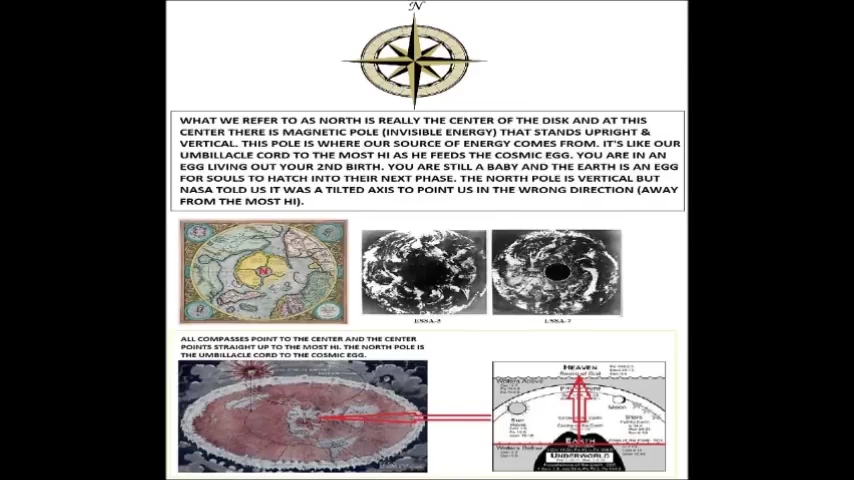 N
WHAT WE REFER TO AS NORTH IS REALLY THE CENTER OF THE DISK AND AT THIS
CENTER THERE IS MAGNETIC POLE (INVISIBLE ENERGY) THAT STANDS UPRIGHT &
VERTICAL. THIS POLE IS WHERE OUR SOURCE OF ENERGY COMES FROM. IT'S LIKE OUR
UMBILLACLE CORD TO THE MOST HI AS HE FEEDS THE COSMIC EGG. YOU ARE IN AN
EGG LIVING OUT YOUR 2ND BIRTH. YOU ARE STILL A BABY AND THE EARTH IS AN EGG
FOR SOULS TO HATCH INTO THEIR NEXT PHASE. THE NORTH POLE IS VERTICAL BUT
NASA TOLD US IT WAS A TILTED AXIS TO POINT US IN THE WRONG DIRECTION (AWAY
FROM THE MOST HI).
N
ESSA-7
ALL COMPASSES POINT TO THE CENTER AND THE CENTER
POINTS STRAIGHT UP TO THE MOST HI. THE NORTH POLE IS
THE UMBILLACLE CORD TO THE COSMIC EGG.
HEAVEN
Waters Above
Moon
Stars
Sun
EARTH
Waters Below
UNDERWORLD